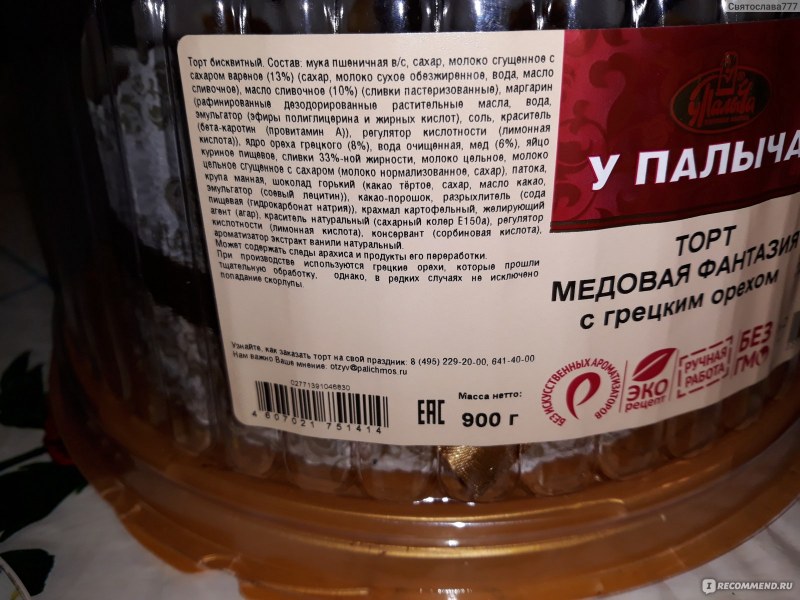 Святослава777
Торт бисквитный. Состав: мука пшеничная в/с, сахар, молоко сгущенное с
сахаром вареное (13%) (сахар, молоко сухое обезжиренное, вода, масло
сливочное), масло сливочное (10%) (сливки пастеризованные), маргарин
(рафинированные дезодорированные растительные масла, вода,
эмульгатор (эфиры полиглицерина и жирных кислот), соль, краситель
(бета-каротин (провитамин А)), регулятор кислотности (лимонная
кислота)), ядро ореха грецкого (8%), вода очищенная, мед (6%), яйцо
куриное пищевое, сливки 33%-ной жирности, молоко цельное, молоко
цельное сгущенное с сахаром (молоко нормализованное, сахар), патока,
крупа манная, шоколад горький (какао тёртое, сахар, масло какао,
эмульгатор (соевый лецитин)), какао-порошок, разрыхлитель (сода
пищевая (гидрокарбонат натрия)), крахмал картофельный, желирующий
агент (агар), краситель натуральный (сахарный колер Е150а), регулятор
кислотности (лимонная кислота), консервант (сорбиновая кислота),
ароматизатор экстракт ванили натуральный.
Может содержать следы арахиса и продукты его переработки.
При производстве используются грецкие орехи, которые прошли
тщательную обработку, однако, в редких случаях не исключено
попадание скорлупы.
Узнайте, как заказать торт на свой праздник: 8 (495) 229-20-00, 641-40-00
Нам важно Ваше мнение: otzyv@palichmos.ru
02771391046830
4 607021 751414
EAC
Масса нетто:
900 г
У ПАЛЫЧА
ТОРТ
МЕДОВАЯ ФАНТАЗИЯ
с грецким орехом
БЕЗ ИСКУССТВЕННЫХ АРОМАТИЗАТОРОВ
ЭКО
рецепт
РУЧНАЯ
РАБОТА
БЕЗ
ГМО
IRECOMMEND.RU